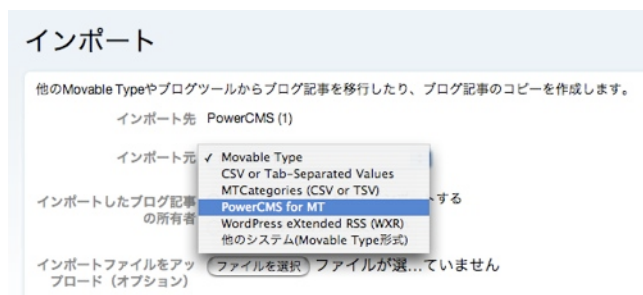 インポート
他のMovable Typeやブログツールからブログ記事を移行したり、ブログ記事のコピーを作成します。
インポート先 PowerCMS (1)
インポート元 ✓ Movable Type
CSV or Tab-Separated Values
MTCategories (CSV or TSV)
PowerCMS for MT
WordPress eXtended RSS (WXR)
他のシステム(Movable Type形式)
インポートしたブログ記事
の所有者
トする
インポートファイルをアッ
プロード（オプション）
ファイルを選択 ファイルが選...ていません